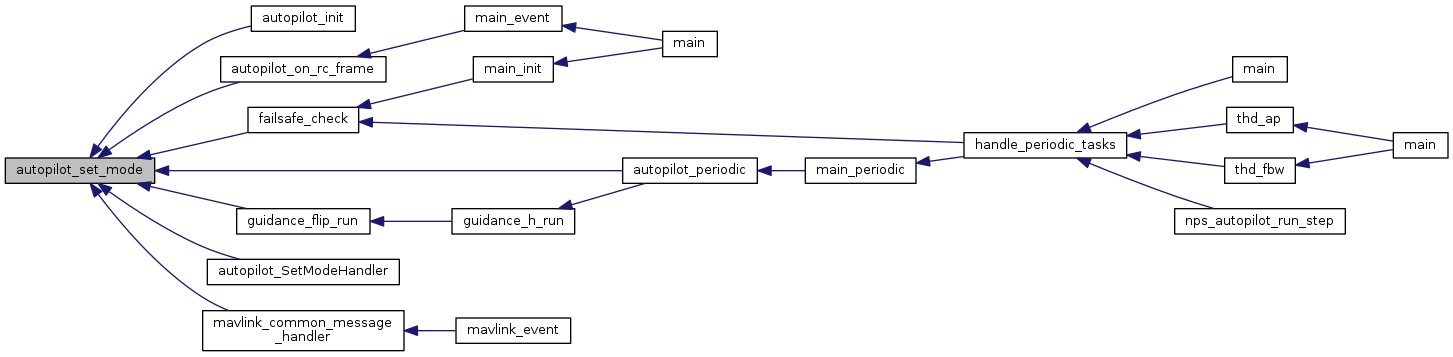 autopilot_init
main_event
main
autopilot_on_rc_frame
main_init
main
failsafe_check
thd_ap
handle_periodic_tasks
main
autopilot_set_mode
autopilot_periodic
main_periodic
thd_fbw
guidance_flip_run
guidance_h_run
nps_autopilot_run_step
autopilot_SetModeHandler
mavlink_common_message
_handler
mavlink_event